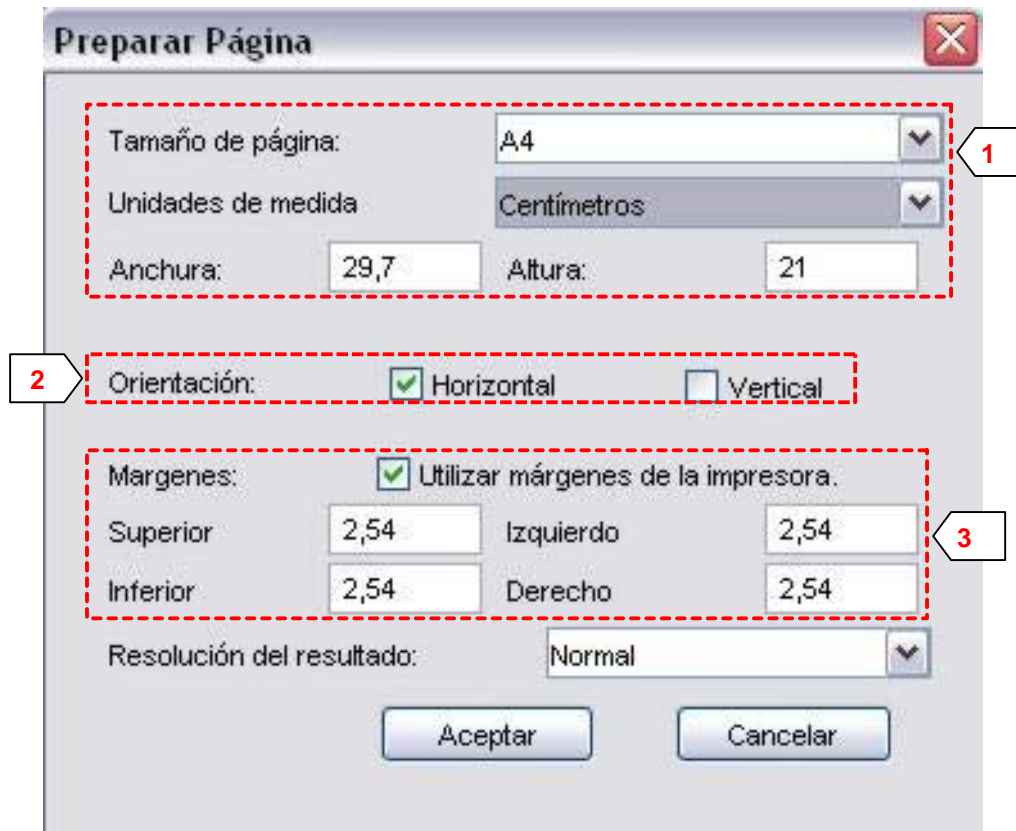 Preparar Página
Tamaño de página: A4
1
Unidades de medida Centímetros
Anchura: 29,7 Altura: 21
2
Orientación: Horizontal Vertical
Margenes: Utilizar márgenes de la impresora.
Superior 2,54 Izquierdo 2,54
3
Inferior 2,54 Derecho 2,54
Resolución del resultado: Normal
Aceptar Cancelar